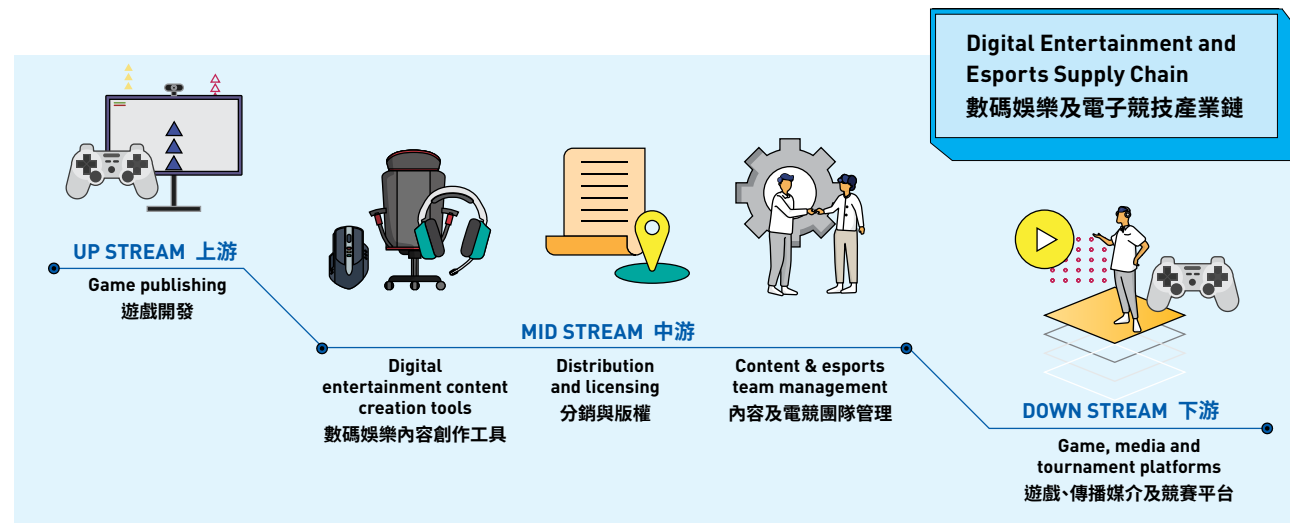 Digital Entertainment and
Esports Supply Chain
數碼娛樂及電子競技產業鏈
UP STREAM 上游
Game publishing
遊戲開發
MID STREAM 中游
Digital
entertainment content
creation tools
數碼娛樂內容創作工具
Distribution
and licensing
分銷與版權
Content & esports
team management
內容及電競團隊管理
DOWN STREAM 下游
Game, media and
tournament platforms
遊戲、傳播媒介及競賽平台